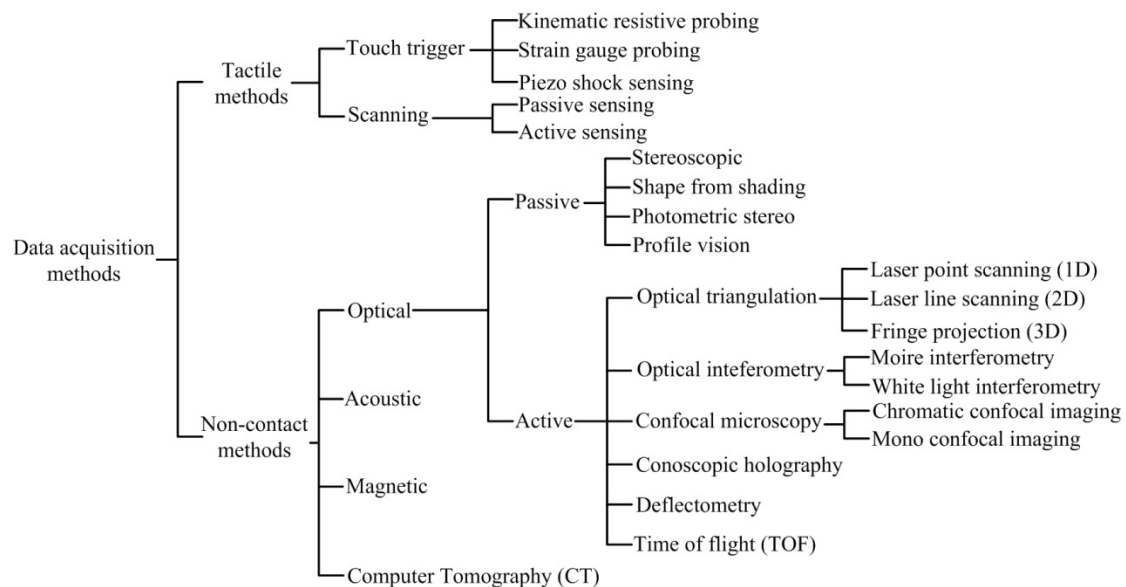 Kinematic resistive probing
Touch trigger
Strain gauge probing
Tactile
methods
Piezo shock sensing
Passive sensing
Scanning
Active sensing
Stereoscopic
Shape from shading
Passive
Photometric stereo
Profile vision
Data acquisition
methods
Laser point scanning (1D)
Optical triangulation
Laser line scanning (2D)
Optical
Fringe projection (3D)
Moire interferometry
Optical inteferometry
White light interferometry
Acoustic
Chromatic confocal imaging
Non-contact
methods
Active
Confocal microscopy
Mono confocal imaging
Conoscopic holography
Magnetic
Deflectometry
Time of flight (TOF)
Computer Tomography (CT)